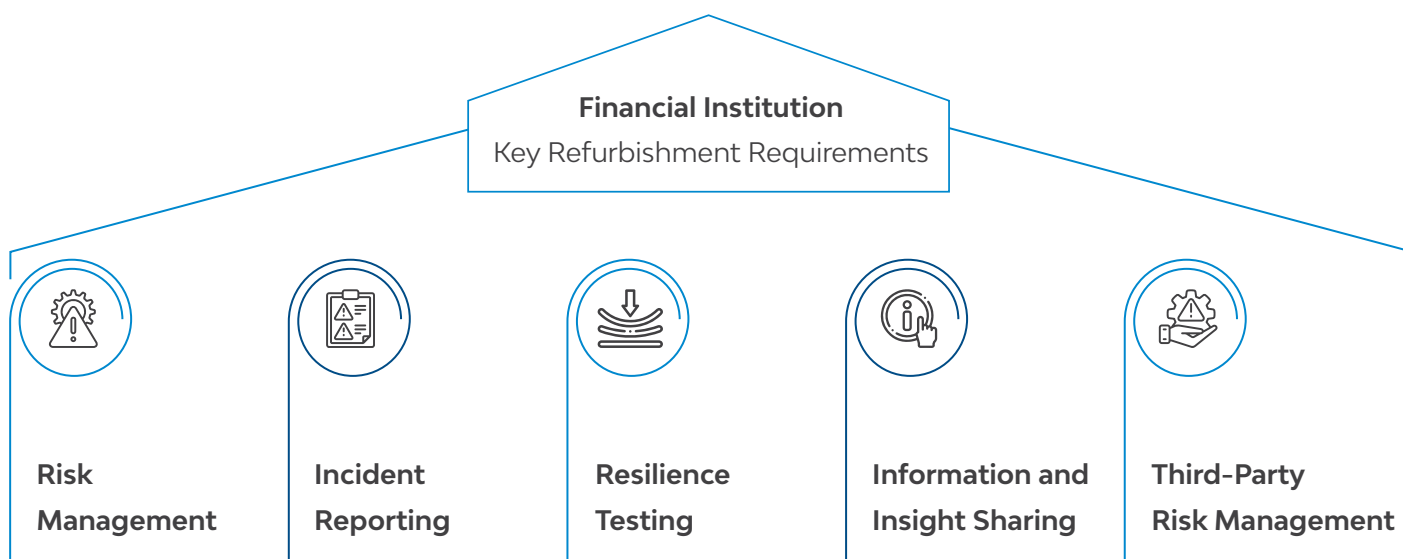 Financial Institution
Key Refurbishment Requirements
Risk
Management
Incident
Reporting
Resilience
Testing
Information and
Insight Sharing
Third-Party
Risk Management